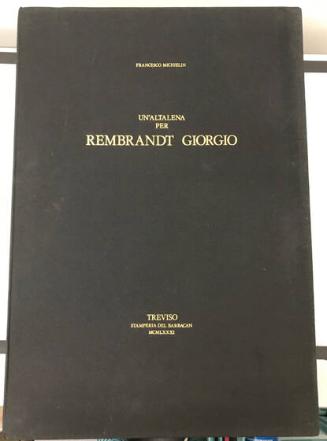 FRANCESCO MICHIELIN
UN'ALTALENA
PER
REMBRANDT GIORGIO
TREVISO
STAMPERIA DEL BARBACAN
MCMLXXXI